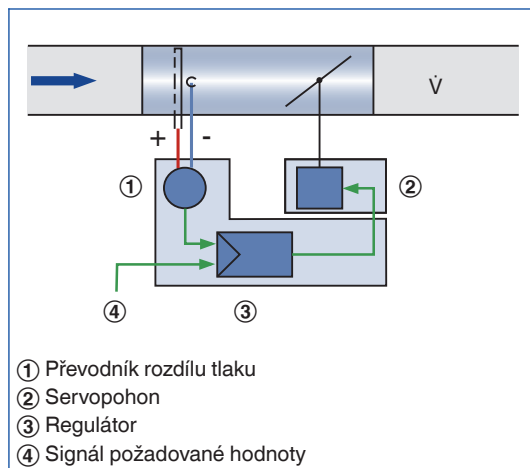 V̇
+ -
①
②
④
③
① Převodník rozdílu tlaku
② Servopohon
③ Regulátor
④ Signál požadované hodnoty